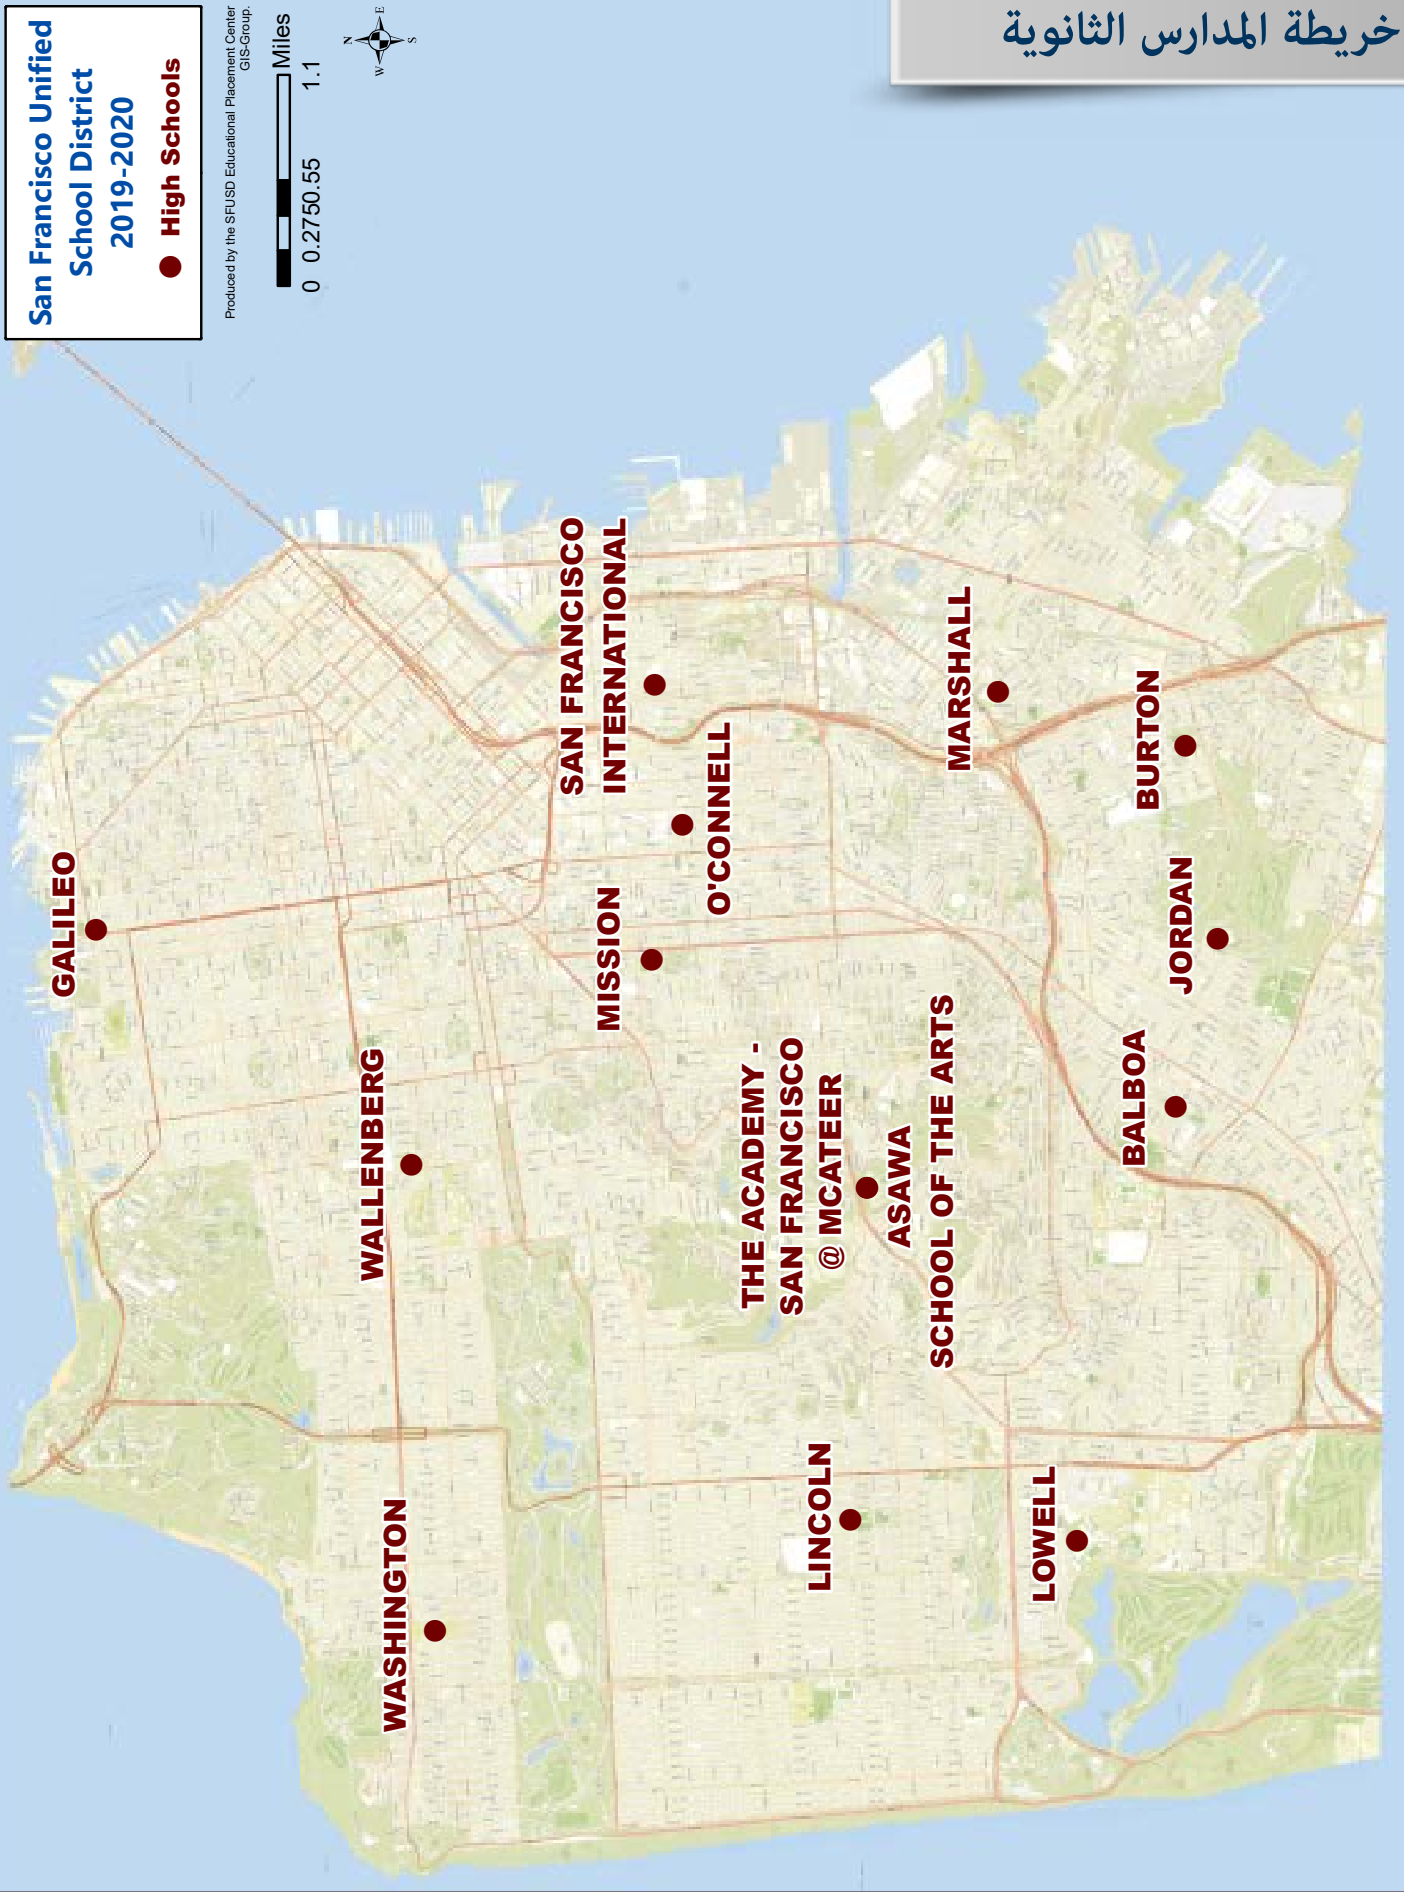 خريطة المدارس الثانوية
San Francisco Unified
School District
2019-2020
High Schools
Produced by the SFUSD Educational Placement Center
GIS-Group.
Miles
0 0.2750.55 1.1
N
E
S
W
GALILEO
WALLENBERG
WASHINGTON
SAN FRANCISCO
INTERNATIONAL
MISSION
O'CONNELL
THE ACADEMY -
SAN FRANCISCO
@ MCATEER
ASAWA
SCHOOL OF THE ARTS
LINCOLN
LOWELL
MARSHALL
BURTON
JORDAN
BALBOA